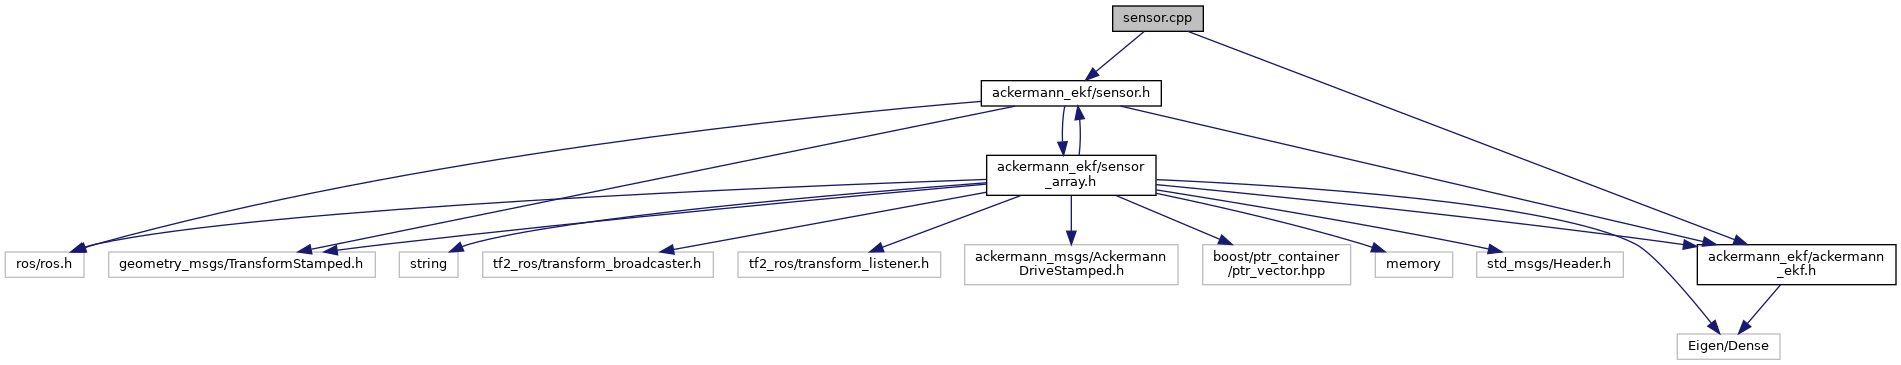 sensor.cpp
ackermann_ekf/sensor.h
ackermann_ekf/sensor
_array.h
ros/ros.h
geometry_msgs/TransformStamped.h
string
tf2_ros/transform_broadcaster.h
tf2_ros/transform_listener.h
ackermann_msgs/Ackermann
DriveStamped.h
boost/ptr_container
/ptr_vector.hpp
memory
std_msgs/Header.h
ackermann_ekf/ackermann
_ekf.h
Eigen/Dense